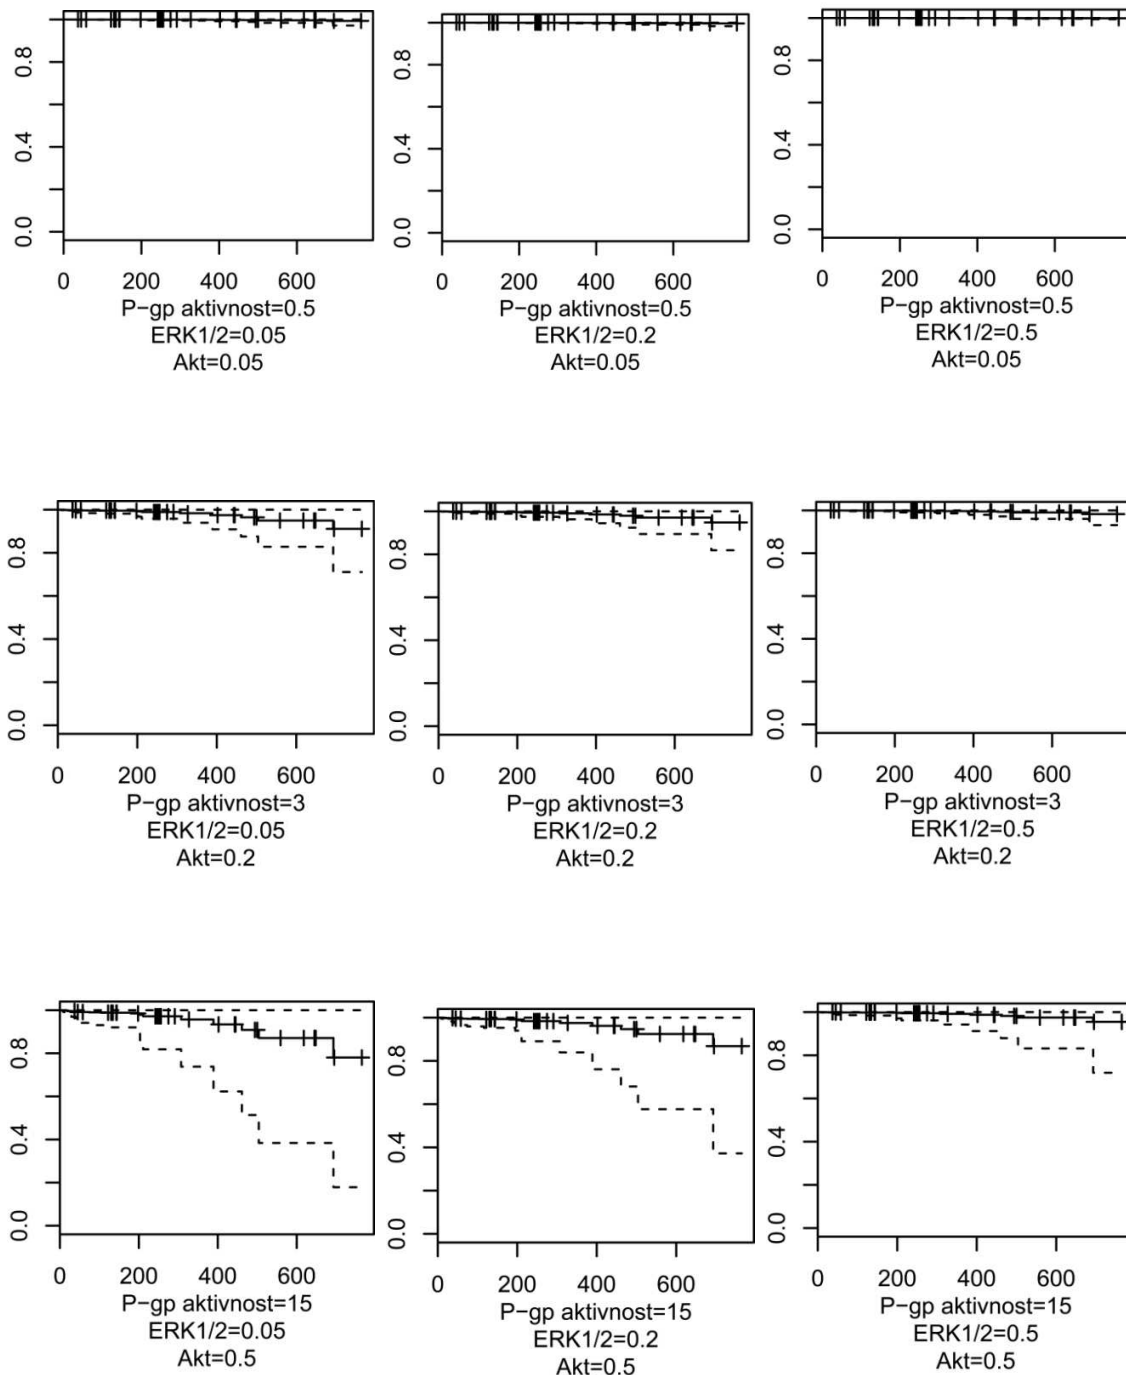 0.8
0.4
0.0
0 200 400 600
P-gp aktivnost=0.5
ERK1/2=0.05
Akt=0.05
0.8
0.4
0.0
0 200 400 600
P-gp aktivnost=0.5
ERK1/2=0.2
Akt=0.05
0.8
0.4
0.0
0 200 400 600
P-gp aktivnost=0.5
ERK1/2=0.5
Akt=0.05
0.8
0.4
0.0
0 200 400 600
P-gp aktivnost=3
ERK1/2=0.05
Akt=0.2
0.8
0.4
0.0
0 200 400 600
P-gp aktivnost=3
ERK1/2=0.2
Akt=0.2
0.8
0.4
0.0
0 200 400 600
P-gp aktivnost=3
ERK1/2=0.5
Akt=0.2
0.8
0.4
0.0
0 200 400 600
P-gp aktivnost=15
ERK1/2=0.05
Akt=0.5
0.8
0.4
0.0
0 200 400 600
P-gp aktivnost=15
ERK1/2=0.2
Akt=0.5
0.8
0.4
0.0
0 200 400 600
P-gp aktivnost=15
ERK1/2=0.5
Akt=0.5